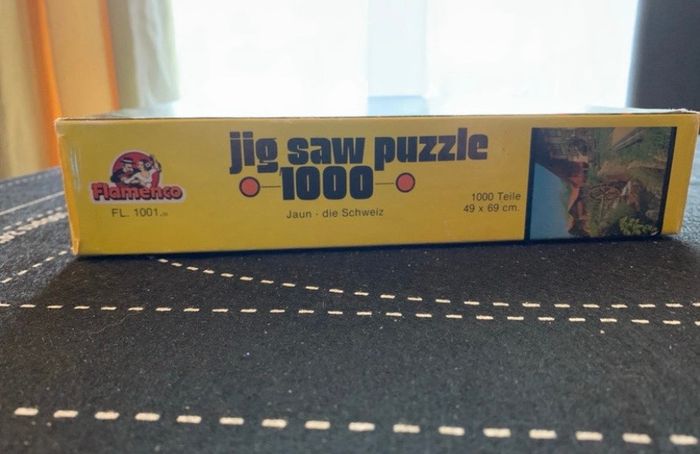 jig saw puzzle
1000
Jaun - die Schweiz
Flamenco
FL. 1001
1000 Teile
49 x 69 cm.